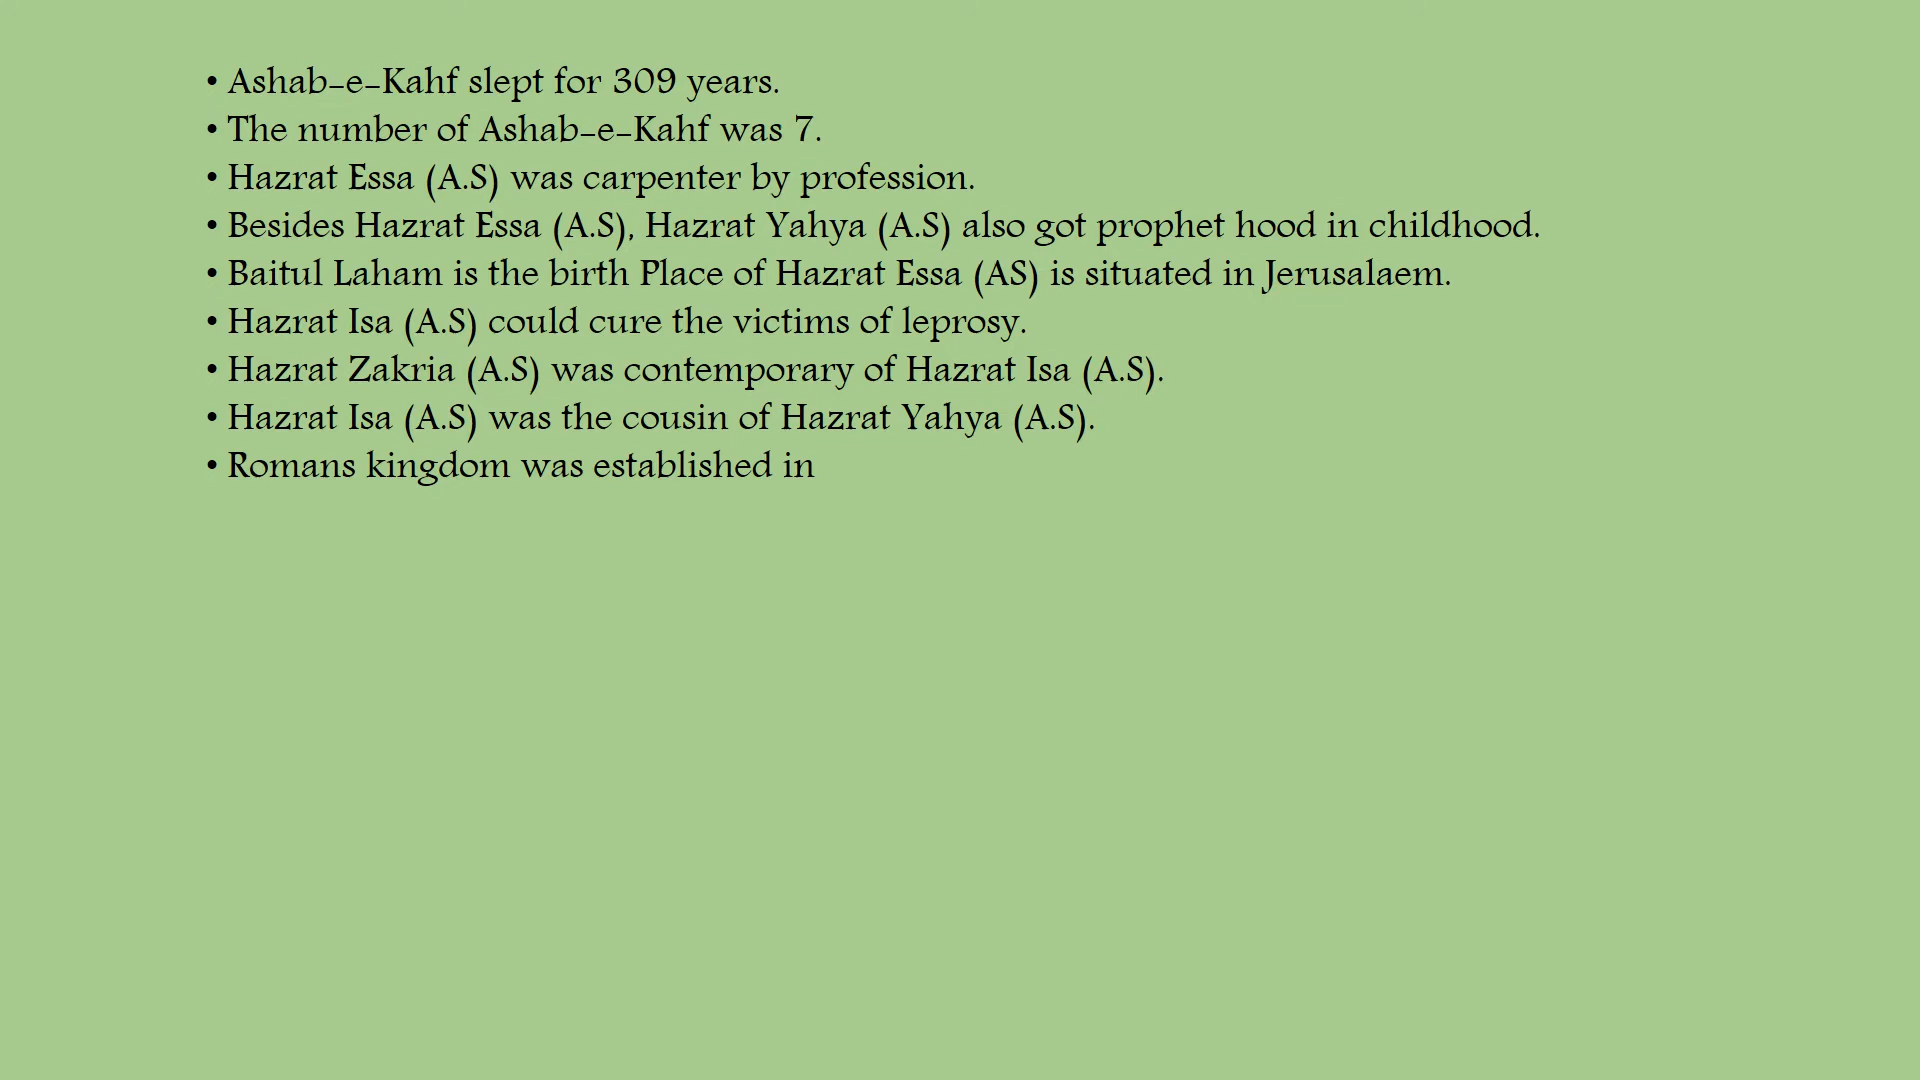 • Ashab-e-Kahf slept for 309 years.
• The number of Ashab-e-Kahf was 7.
• Hazrat Essa (A.S) was carpenter by profession.
• Besides Hazrat Essa (A.S), Hazrat Yahya (A.S) also got prophet hood in childhood.
• Baitul Laham is the birth Place of Hazrat Essa (AS) is situated in Jerusalaem.
• Hazrat Isa (A.S) could cure the victims of leprosy.
• Hazrat Zakria (A.S) was contemporary of Hazrat Isa (A.S).
• Hazrat Isa (A.S) was the cousin of Hazrat Yahya (A.S).
• Romans kingdom was established in